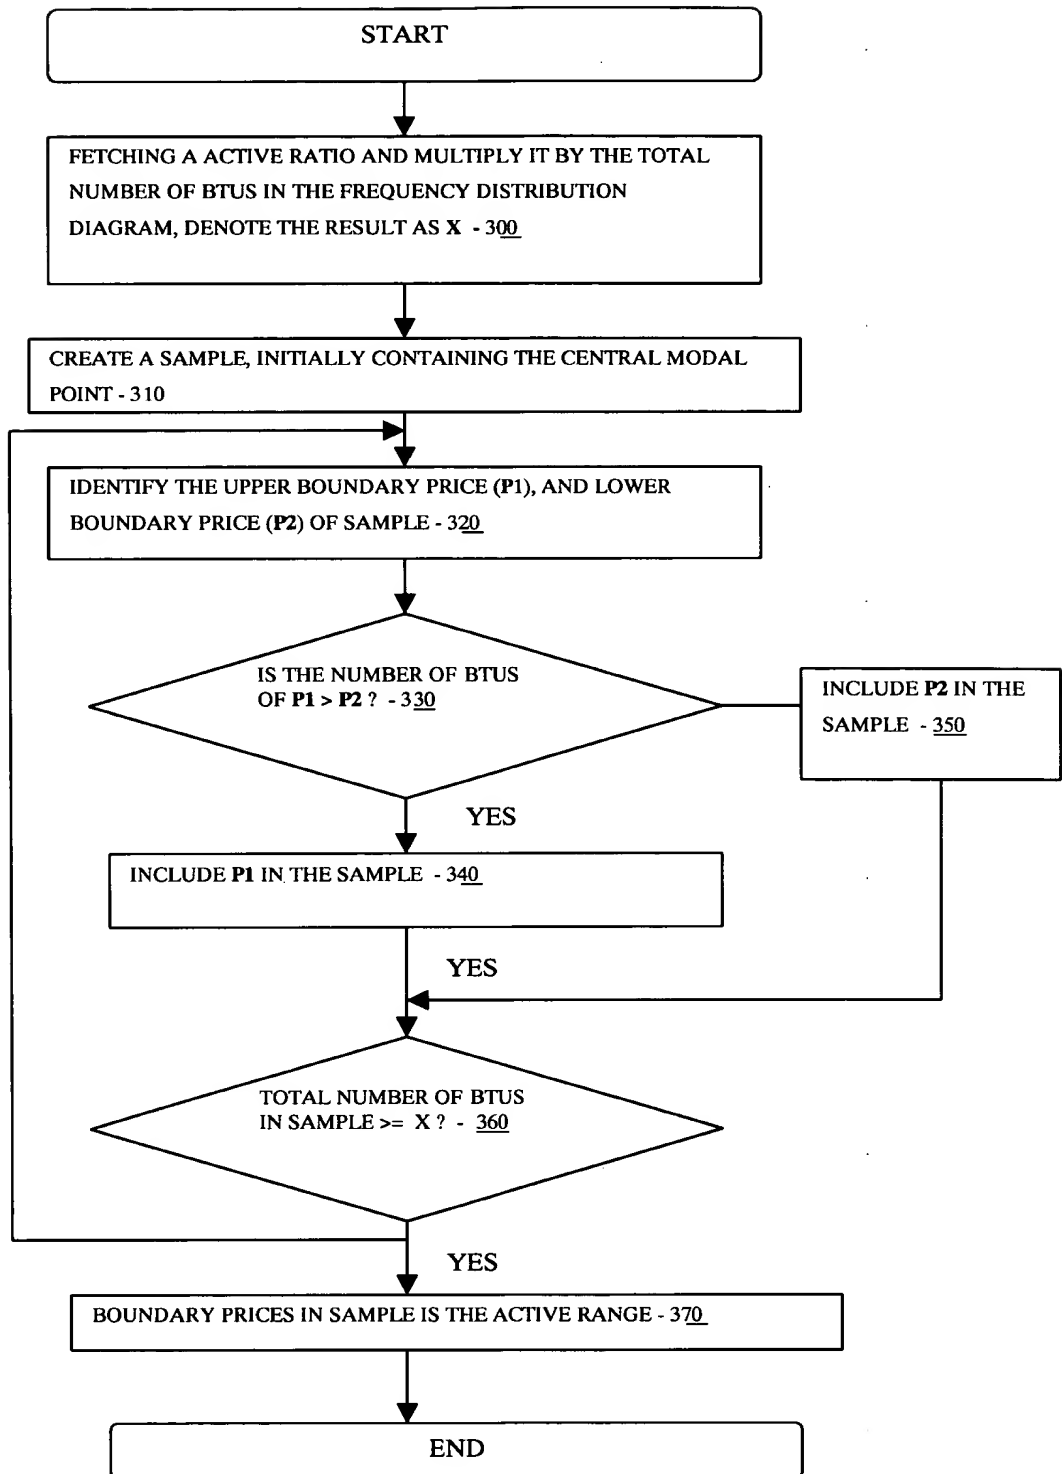 START
FETCHING A ACTIVE RATIO AND MULTIPLY IT BY THE TOTAL
NUMBER OF BTUS IN THE FREQUENCY DISTRIBUTION
DIAGRAM, DENOTE THE RESULT AS X - 300
CREATE A SAMPLE, INITIALLY CONTAINING THE CENTRAL MODAL
POINT - 310
IDENTIFY THE UPPER BOUNDARY PRICE (P1), AND LOWER
BOUNDARY PRICE (P2) OF SAMPLE - 320
IS THE NUMBER OF BTUS
OF P1 > P2 ? - 330
INCLUDE P2 IN THE
SAMPLE - 350
YES
INCLUDE P1 IN THE SAMPLE - 340
YES
TOTAL NUMBER OF BTUS
IN SAMPLE >= X ? - 360
YES
BOUNDARY PRICES IN SAMPLE IS THE ACTIVE RANGE - 370
END